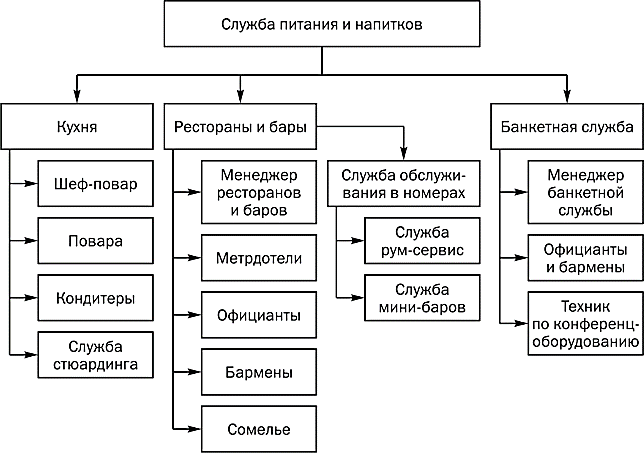 Служба питания и напитков
Кухня
Шеф-повар
Повара
Кондитеры
Служба
стюардинга
Рестораны и бары
Менеджер
ресторанов
и баров
Метрдотели
Официанты
Бармены
Сомелье
Служба обслужи-
вания в номерах
Служба
рум-сервис
Служба
мини-баров
Банкетная служба
Менеджер
банкетной
службы
Официанты
и бармены
Техник
по конференц-
оборудованию